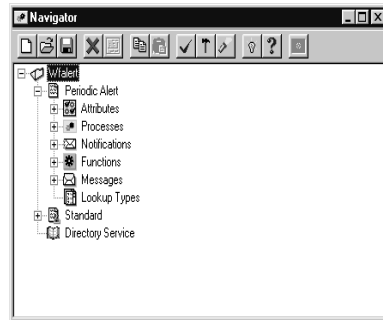 Navigator
Wfalert
Periodic Alert
Attributes
Processes
Notifications
Functions
Messages
Lookup Types
Standard
Directory Service